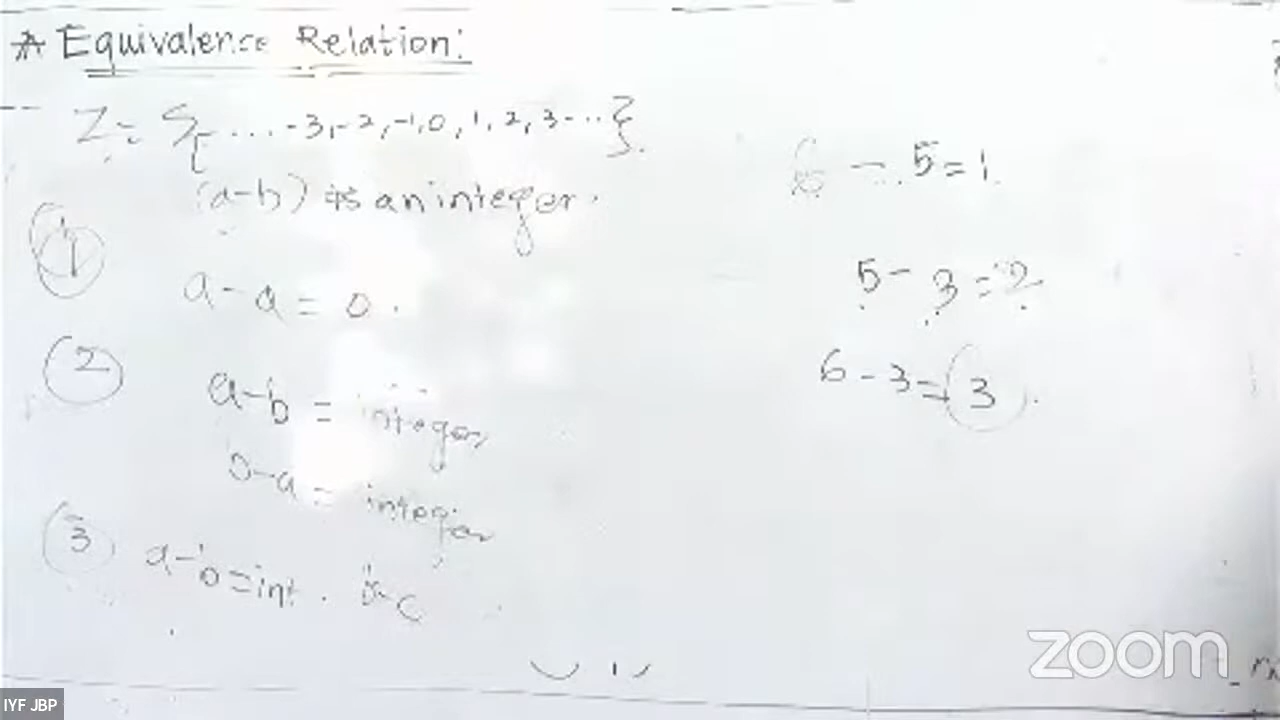 * Equivalence Relation:
Z = {.... -3, -2, -1, 0, 1, 2, 3 ....}.
(a-b) is an integer.
1
a - a = 0.
2
a-b = integer
b-a = integer
3 a-b = int. b-c
6 - 5 = 1.
5 - 3 = 2
6 - 3 = 3.
zoom
IYF JBP